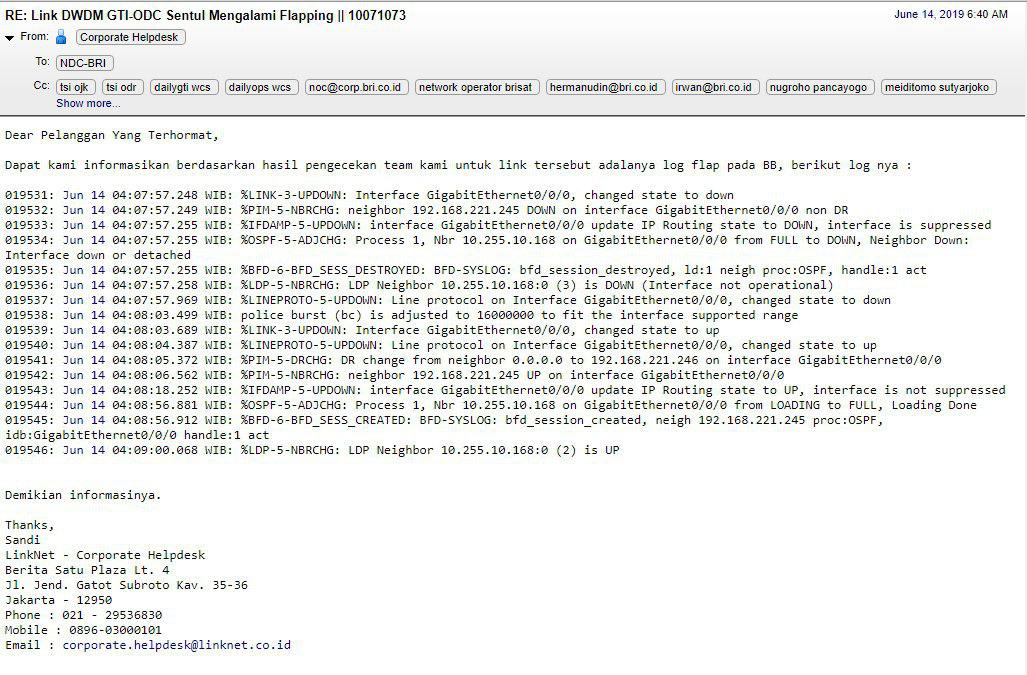 RE: Link DWDM GTI-ODC Sentul Mengalami Flapping || 10071073
June 14, 2019 6:40 AM
From: Corporate Helpdesk
To: NDC-BRI
Cc: tsi ojk tsi odr dailygti wcs dailyops wcs noc@corp.bri.co.id network operator brisat hermanudin@bri.co.id irwan@bri.co.id nugroho pancayogo meiditomo sutyarjoko
Show more...
Dear Pelanggan Yang Terhormat,
Dapat kami informasikan berdasarkan hasil pengecekan team kami untuk link tersebut adalanya log flap pada BB, berikut log nya :
019531: Jun 14 04:07:57.248 WIB: %LINK-3-UPDOWN: Interface GigabitEthernet0/0/0, changed state to down
019532: Jun 14 04:07:57.249 WIB: %PIM-5-NBRCHG: neighbor 192.168.221.245 DOWN on interface GigabitEthernet0/0/0 non DR
019533: Jun 14 04:07:57.255 WIB: %IFDAMP-5-UPDOWN: interface GigabitEthernet0/0/0 update IP Routing state to DOWN, interface is suppressed
019534: Jun 14 04:07:57.255 WIB: %OSPF-5-ADJCHG: Process 1, Nbr 10.255.10.168 on GigabitEthernet0/0/0 from FULL to DOWN, Neighbor Down:
Interface down or detached
019535: Jun 14 04:07:57.255 WIB: %BFD-6-BFD_SESS_DESTROYED: BFD-SYSLOG: bfd_session_destroyed, ld:1 neigh proc:OSPF, handle:1 act
019536: Jun 14 04:07:57.258 WIB: %LDP-5-NBRCHG: LDP Neighbor 10.255.10.168:0 (3) is DOWN (Interface not operational)
019537: Jun 14 04:07:57.969 WIB: %LINEPROTO-5-UPDOWN: Line protocol on Interface GigabitEthernet0/0/0, changed state to down
019538: Jun 14 04:08:03.499 WIB: police burst (bc) is adjusted to 16000000 to fit the interface supported range
019539: Jun 14 04:08:03.689 WIB: %LINK-3-UPDOWN: Interface GigabitEthernet0/0/0, changed state to up
019540: Jun 14 04:08:04.387 WIB: %LINEPROTO-5-UPDOWN: Line protocol on Interface GigabitEthernet0/0/0, changed state to up
019541: Jun 14 04:08:05.372 WIB: %PIM-5-DRCHG: DR change from neighbor 0.0.0.0 to 192.168.221.246 on interface GigabitEthernet0/0/0
019542: Jun 14 04:08:06.562 WIB: %PIM-5-NBRCHG: neighbor 192.168.221.245 UP on interface GigabitEthernet0/0/0
019543: Jun 14 04:08:18.252 WIB: %IFDAMP-5-UPDOWN: interface GigabitEthernet0/0/0 update IP Routing state to UP, interface is not suppressed
019544: Jun 14 04:08:56.881 WIB: %OSPF-5-ADJCHG: Process 1, Nbr 10.255.10.168 on GigabitEthernet0/0/0 from LOADING to FULL, Loading Done
019545: Jun 14 04:08:56.912 WIB: %BFD-6-BFD_SESS_CREATED: BFD-SYSLOG: bfd_session_created, neigh 192.168.221.245 proc:OSPF,
idb:GigabitEthernet0/0/0 handle:1 act
019546: Jun 14 04:09:00.068 WIB: %LDP-5-NBRCHG: LDP Neighbor 10.255.10.168:0 (2) is UP
Demikian informasinya.
Thanks,
Sandi
LinkNet - Corporate Helpdesk
Berita Satu Plaza Lt. 4
Jl. Jend. Gatot Subroto Kav. 35-36
Jakarta - 12950
Phone : 021 - 29536830
Mobile : 0896-03000101
Email : corporate.helpdesk@linknet.co.id